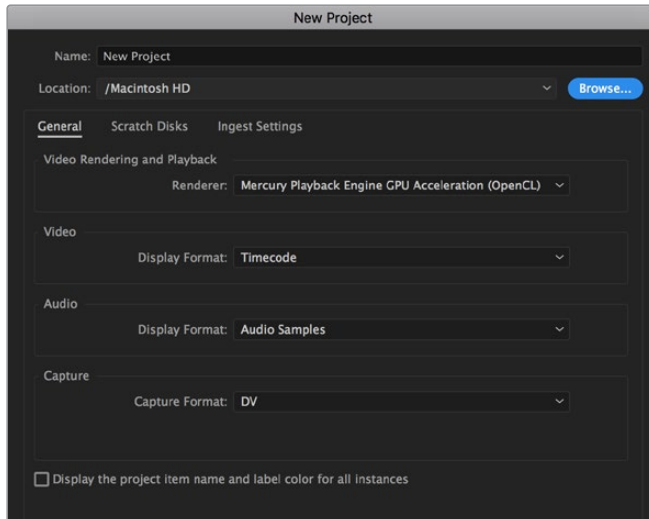 New Project
Name: New Project
Location: /Macintosh HD Browse...
General Scratch Disks Ingest Settings
Video Rendering and Playback
Renderer: Mercury Playback Engine GPU Acceleration (OpenCL)
Video
Display Format: Timecode
Audio
Display Format: Audio Samples
Capture
Capture Format: DV
Display the project item name and label color for all instances